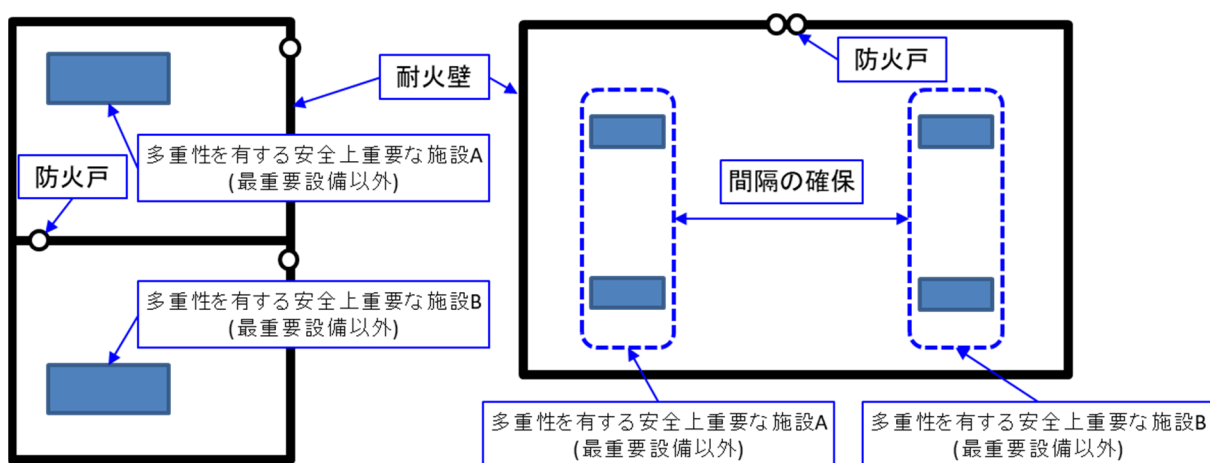 防火戸
耐火壁
多重性を有する安全上重要な施設A
(最重要設備以外)
防火戸
間隔の確保
多重性を有する安全上重要な施設B
(最重要設備以外)
多重性を有する安全上重要な施設A
(最重要設備以外)
多重性を有する安全上重要な施設B
(最重要設備以外)